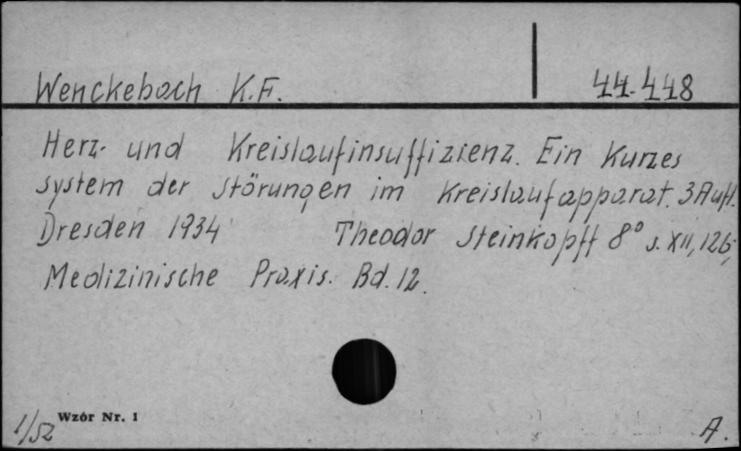 Wenckebach K.F. 44-448
Herz- und Kreislaufinsuffizienz. Ein Kurzes
system der störungen im Kreislaufapparat. 3 Aufl.
Dresden 1934 Theodor Steinkopff 8° s. XII, 126;
Medizinische Praxis. Bd. 12.
Wzór Nr. 1
1/52 A.